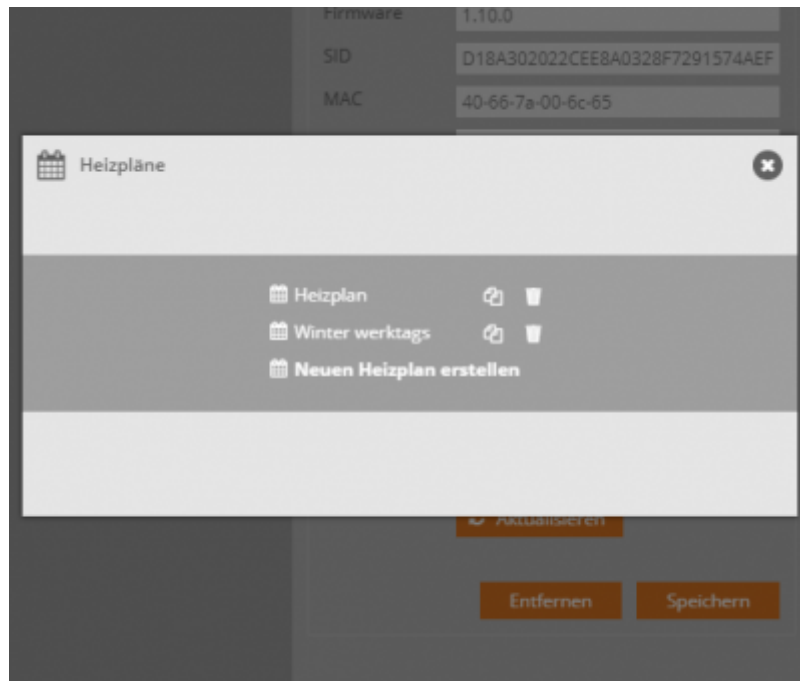 Firmware 1.10.0
SID D18A302022CEE8A0328F7291574AEF
MAC 40-66-7a-00-6c-65
Heizpläne
Heizplan
Winter werktags
Neuen Heizplan erstellen
Aktualisieren
Entfernen Speichern